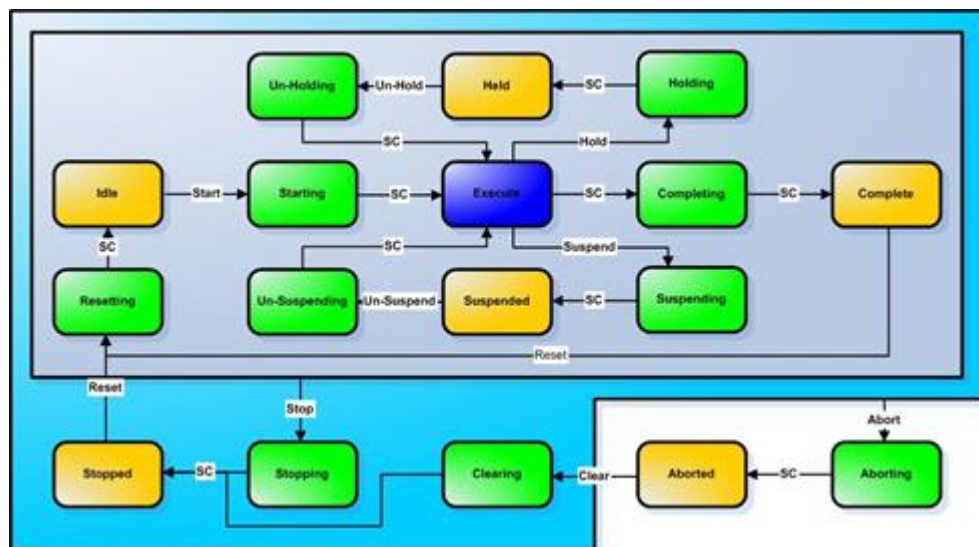 Un-Holding
Un-Hold
Held
SC
Holding
SC
Hold
Idle
Start
Starting
SC
Execute
SC
Completing
SC
Complete
SC
SC
Suspend
Resetting
Un-Suspending
Un-Suspend
Suspended
SC
Suspending
Reset
Reset
Stop
Abort
Stopped
SC
Stopping
Clearing
Clear
Aborted
SC
Aborting